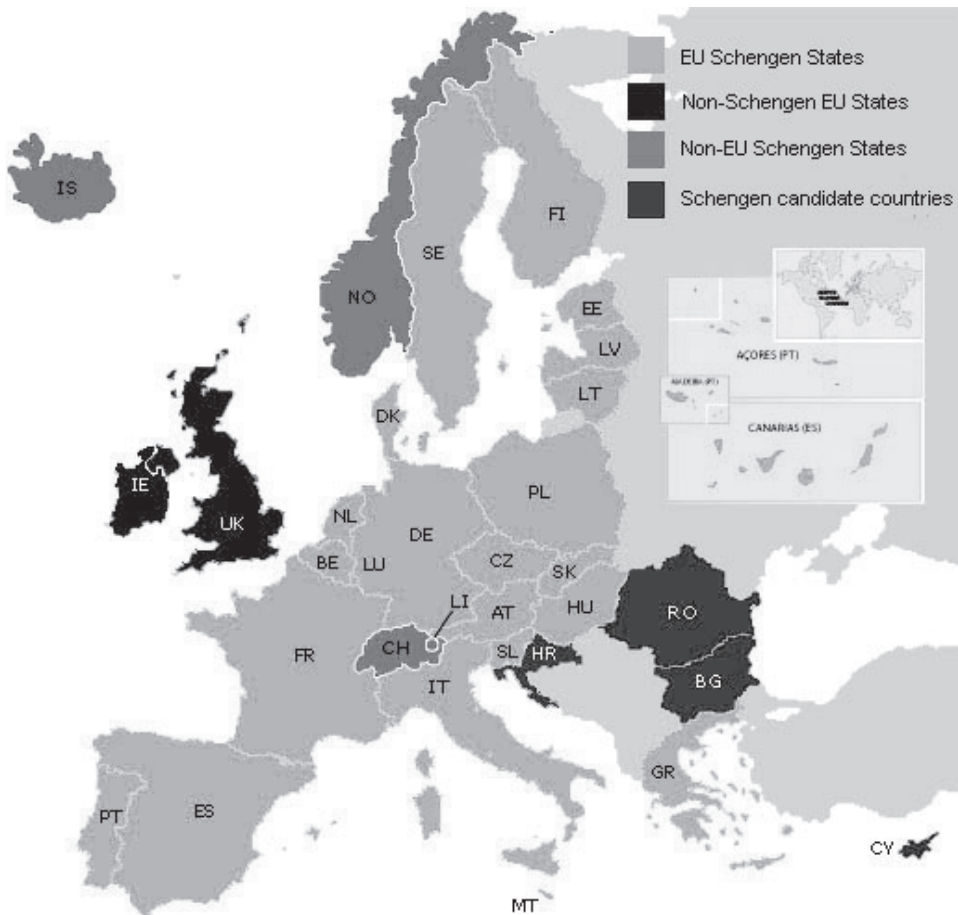 EU Schengen States
Non-Schengen EU States
Non-EU Schengen States
Schengen candidate countries
IS
FI
SE
NO
EE
LV
AÇORES (PT)
LT
MADEIRA (PT)
DK
CANARIAS (ES)
IE
PL
UK
NL
DE
BE
LU
CZ
SK
LI
AT
HU
RO
FR
CH
SL
HR
IT
BG
GR
PT
ES
CY
MT